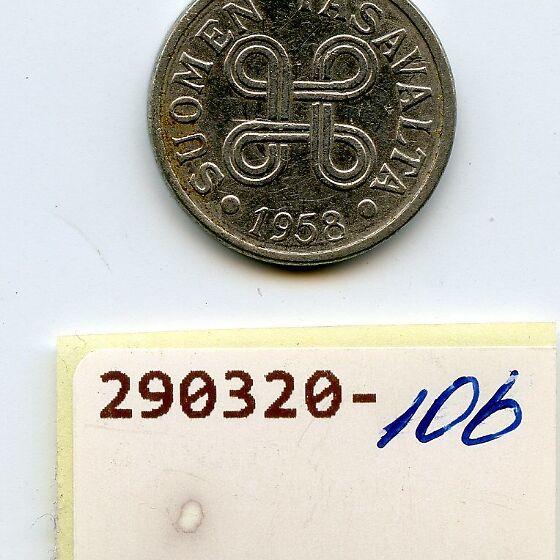 SUOMEN TASAVALTA
• 1958 •
290320-106